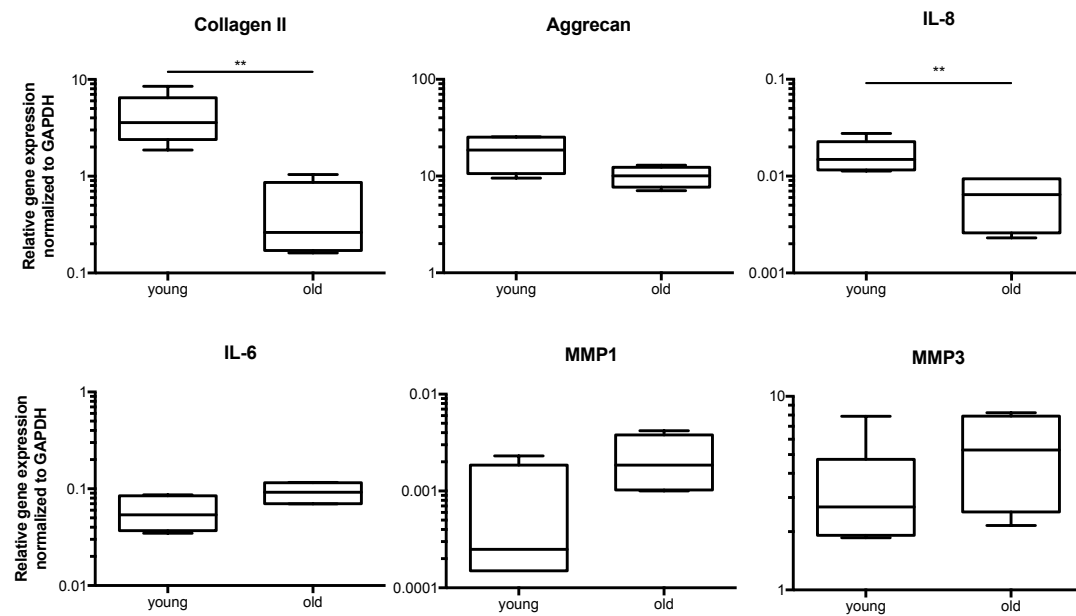 Collagen II
Relative gene expression
normalized to GAPDH
10
1
0.1
**
young
old
Aggrecan
100
10
1
young
old
IL-8
0.1
0.01
0.001
**
young
old
IL-6
Relative gene expression
normalized to GAPDH
1
0.1
0.01
young
old
MMP1
0.01
0.001
0.0001
young
old
MMP3
10
1
young
old